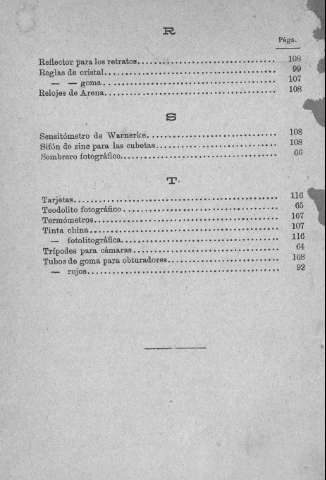 R
Págs.
Reflector para los retratos 108
Reglas de cristal 99
— — goma 107
Relojes de Arena 108
S
Sensitómetro de Warnerke 108
Sifón de zinc para las cubetas 108
Sombrero fotográfico 66
T.
Tarjetas 116
Teodolito fotográfico 65
Termómetros 107
Tinta china 107
— fotolitográfica 116
Trípodes para cámaras 64
Tubos de goma para obturadores 108
— rujos 92